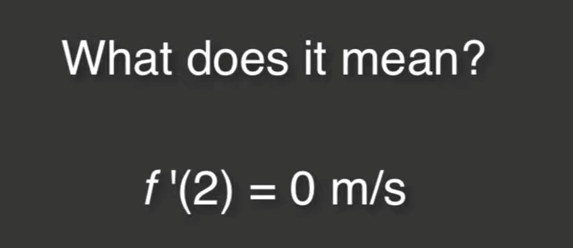 What does it mean?
f '(2) = 0 m/s